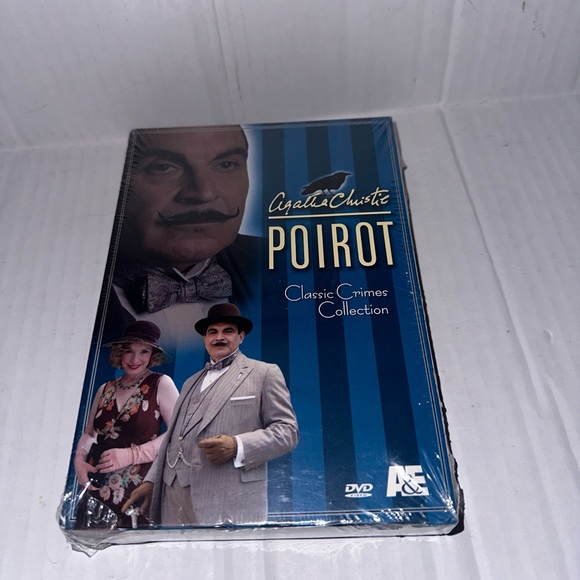 Agatha Christie
POIROT
Classic Crimes
Collection
DVD
VIDEO
A&E